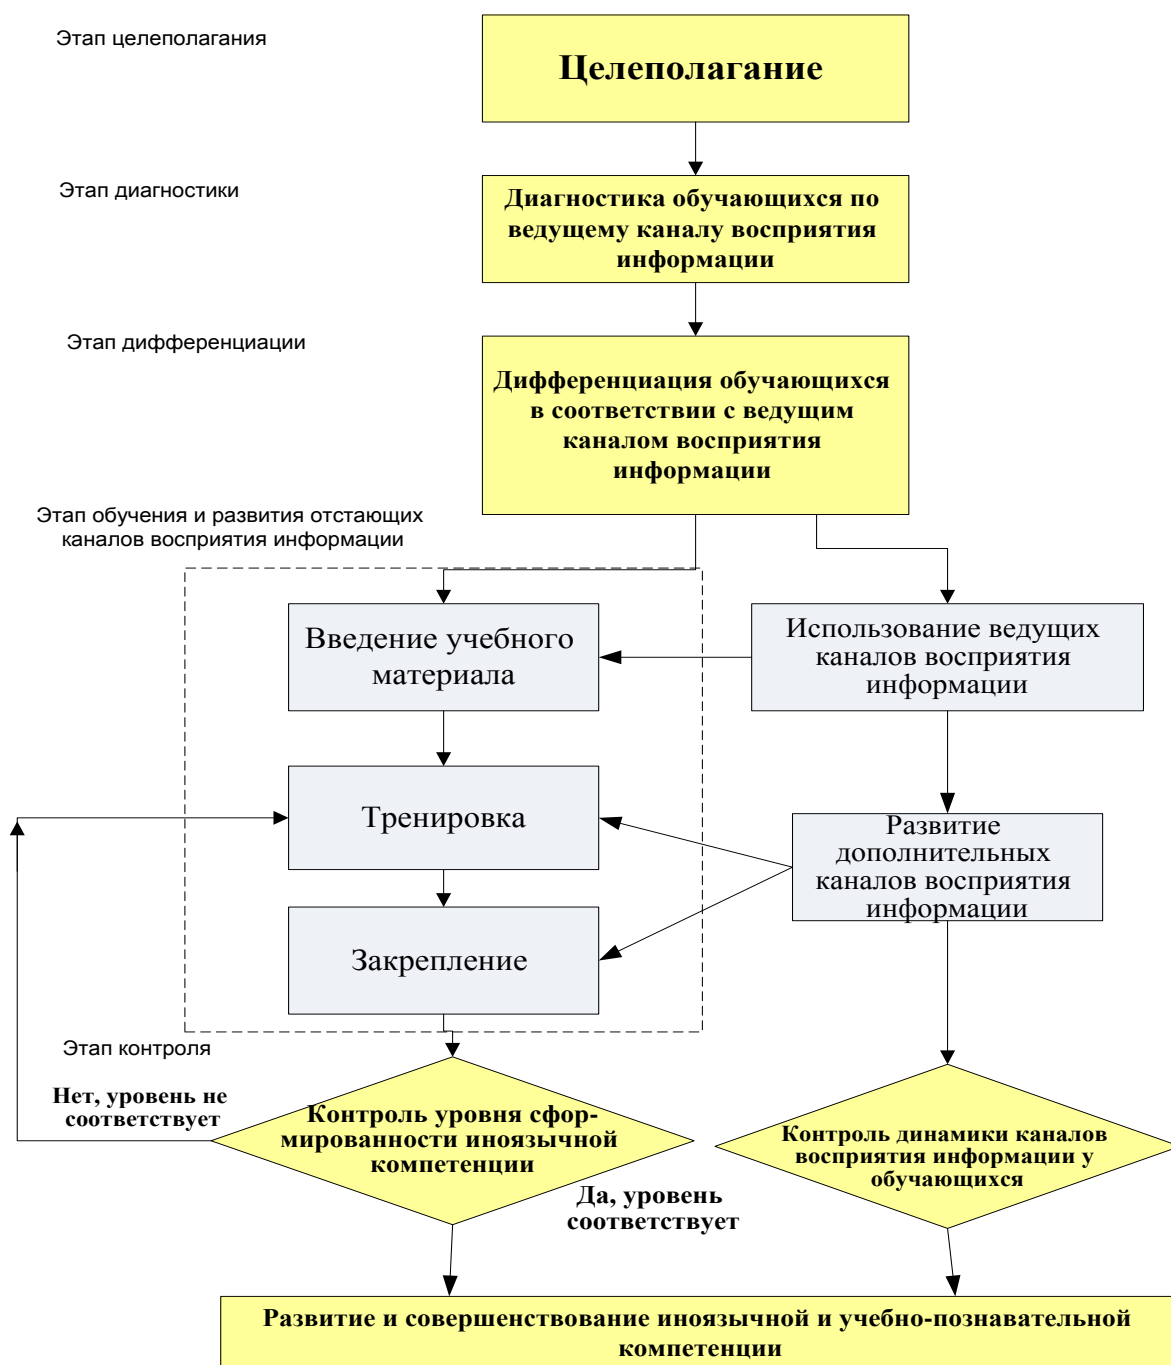 Этап целеполагания
Целеполагание
Этап диагностики
Диагностика обучающихся по
ведущему каналу восприятия
информации
Этап дифференциации
Дифференциация обучающихся
в соответствии с ведущим
каналом восприятия
информации
Этап обучения и развития отстающих
каналов восприятия информации
Введение учебного
материала
Использование ведущих
каналов восприятия
информации
Тренировка
Развитие
дополнительных
каналов восприятия
информации
Закрепление
Этап контроля
Нет, уровень не
соответствует
Контроль уровня сфор-
мированности иноязычной
компетенции
Контроль динамики каналов
восприятия информации у
обучающихся
Да, уровень
соответствует
Развитие и совершенствование иноязычной и учебно-познавательной
компетенции